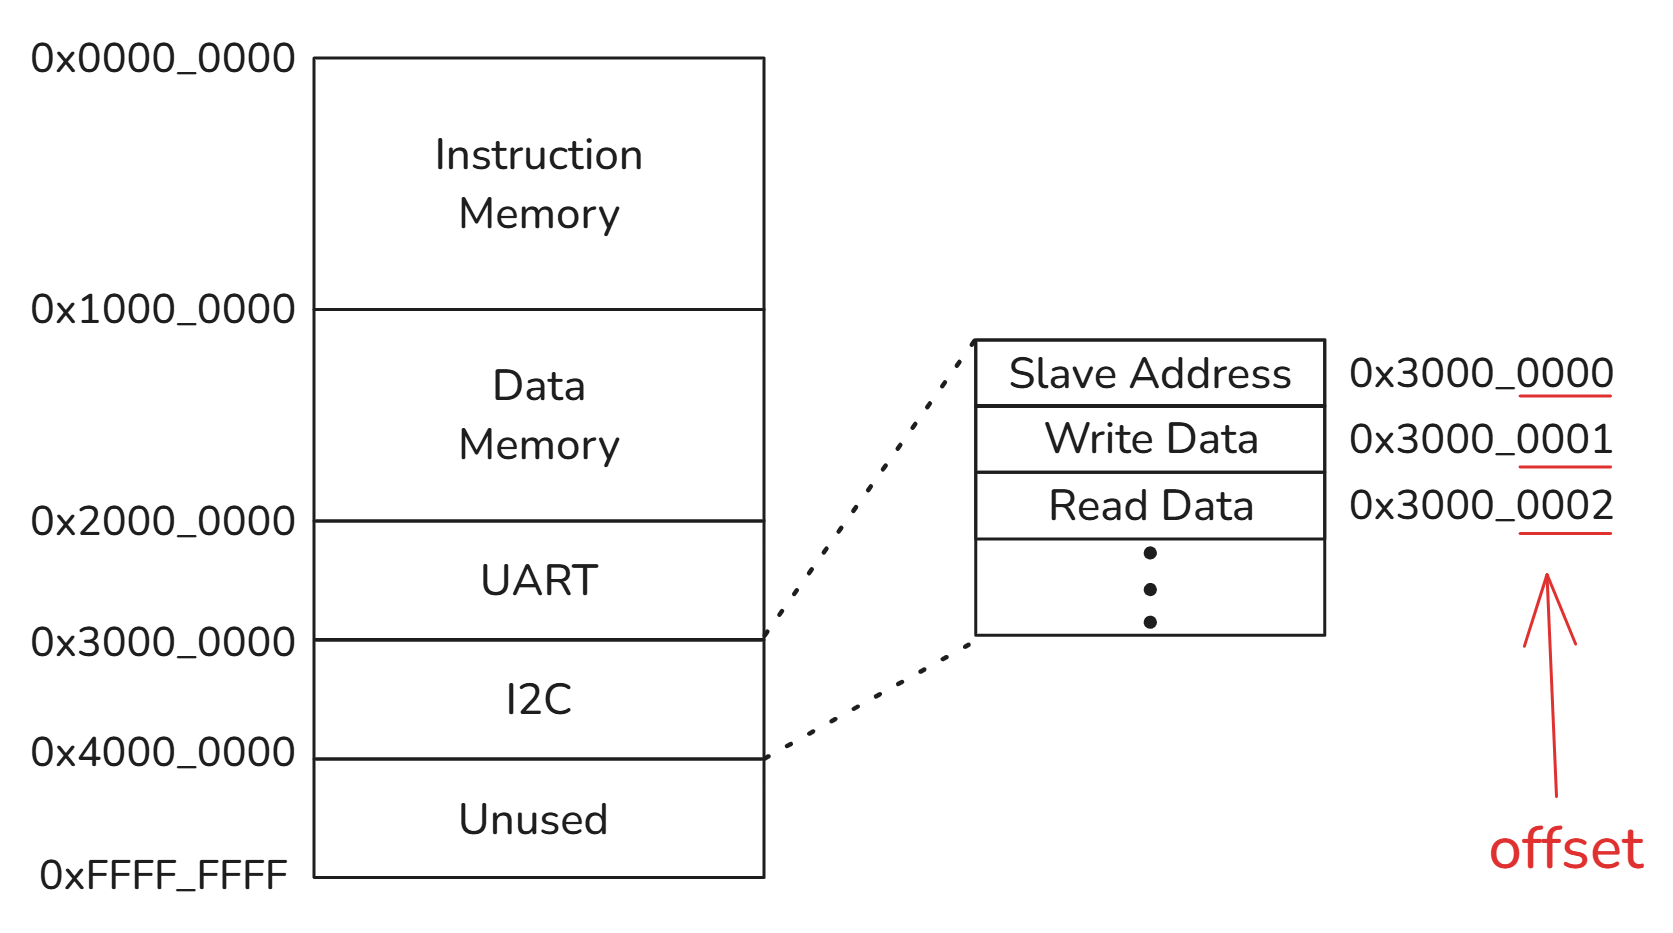 0x0000_0000
Instruction
Memory
0x1000_0000
Data
Memory
0x2000_0000
UART
0x3000_0000
I2C
0x4000_0000
Unused
0xFFFF_FFFF
Slave Address 0x3000_0000
Write Data 0x3000_0001
Read Data 0x3000_0002
offset